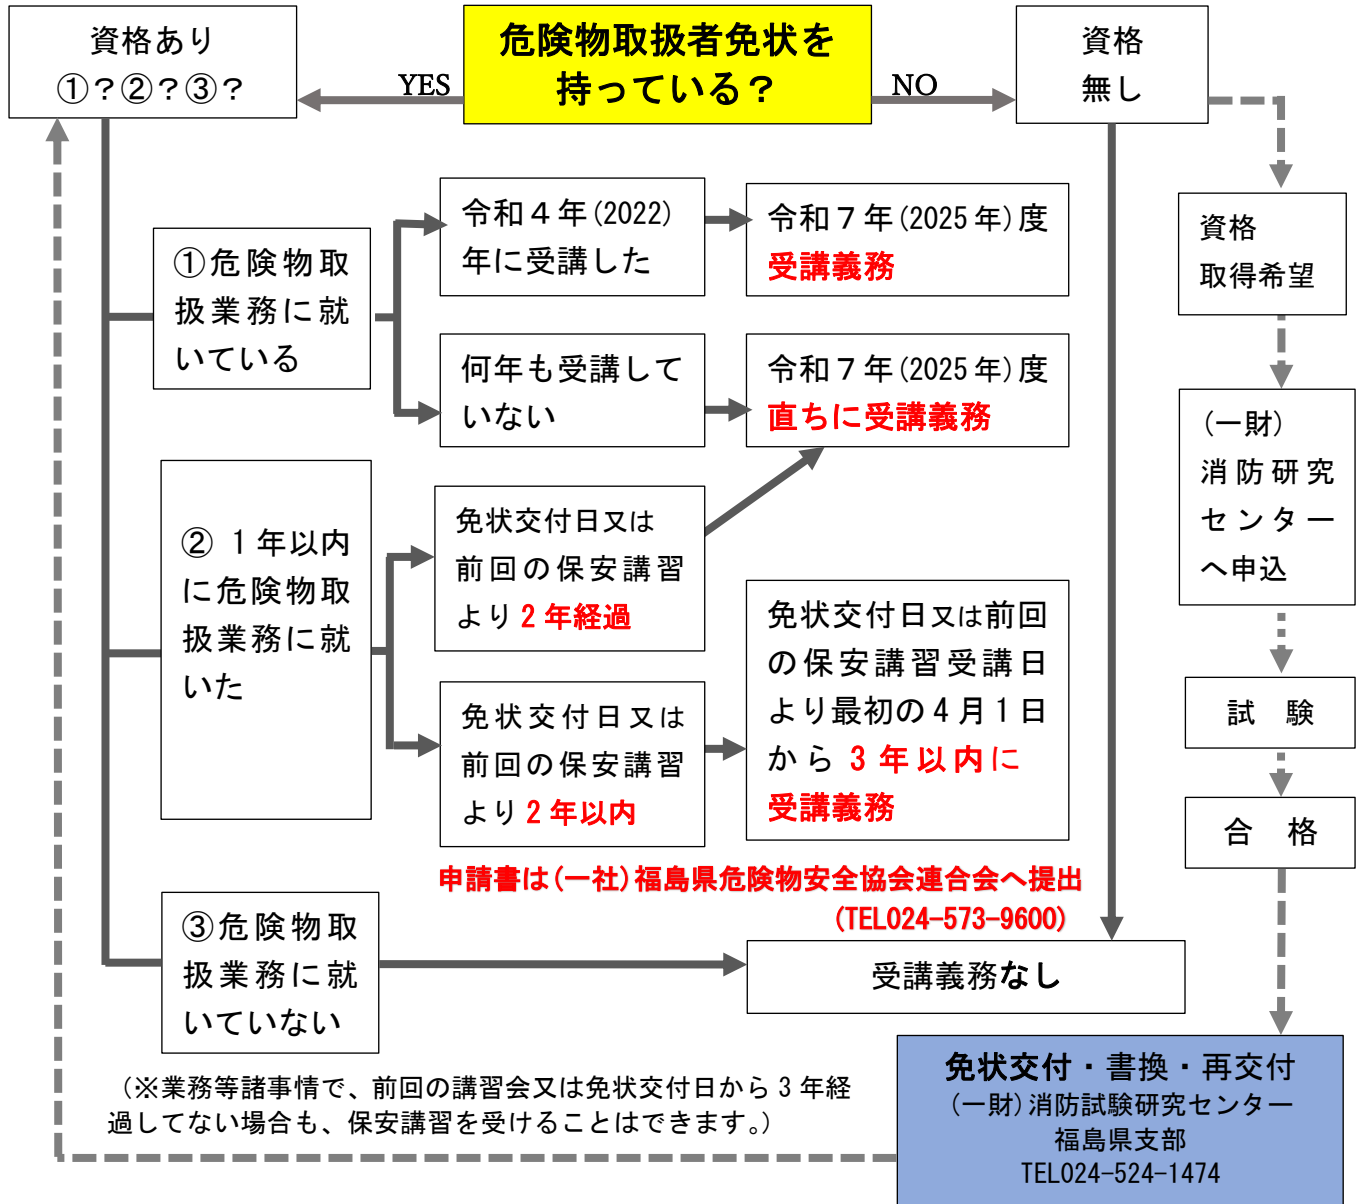 資格あり
①?②?③?
YES
危険物取扱者免状を
持っている?
NO
資格
無し
①危険物取
扱業務に就
いている
令和4年(2022)
年に受講した
令和7年(2025年)度
受講義務
何年も受講して
いない
令和7年(2025年)度
直ちに受講義務
② 1年以内
に危険物取
扱業務に就
いた
免状交付日又は
前回の保安講習
より2年経過
免状交付日又は
前回の保安講習
より2年以内
免状交付日又は前回
の保安講習受講日
より最初の4月1日
から 3年以内に
受講義務
申請書は(一社)福島県危険物安全協会連合会へ提出
(TEL024-573-9600)
③危険物取
扱業務に就
いていない
受講義務なし
資格
取得希望
(一財)
消防研究
センター
へ申込
試 験
合 格
免状交付・書換・再交付
(一財)消防試験研究センター
福島県支部
TEL024-524-1474
(※業務等諸事情で、前回の講習会又は免状交付日から3年経
過してない場合も、保安講習を受けることはできます。)